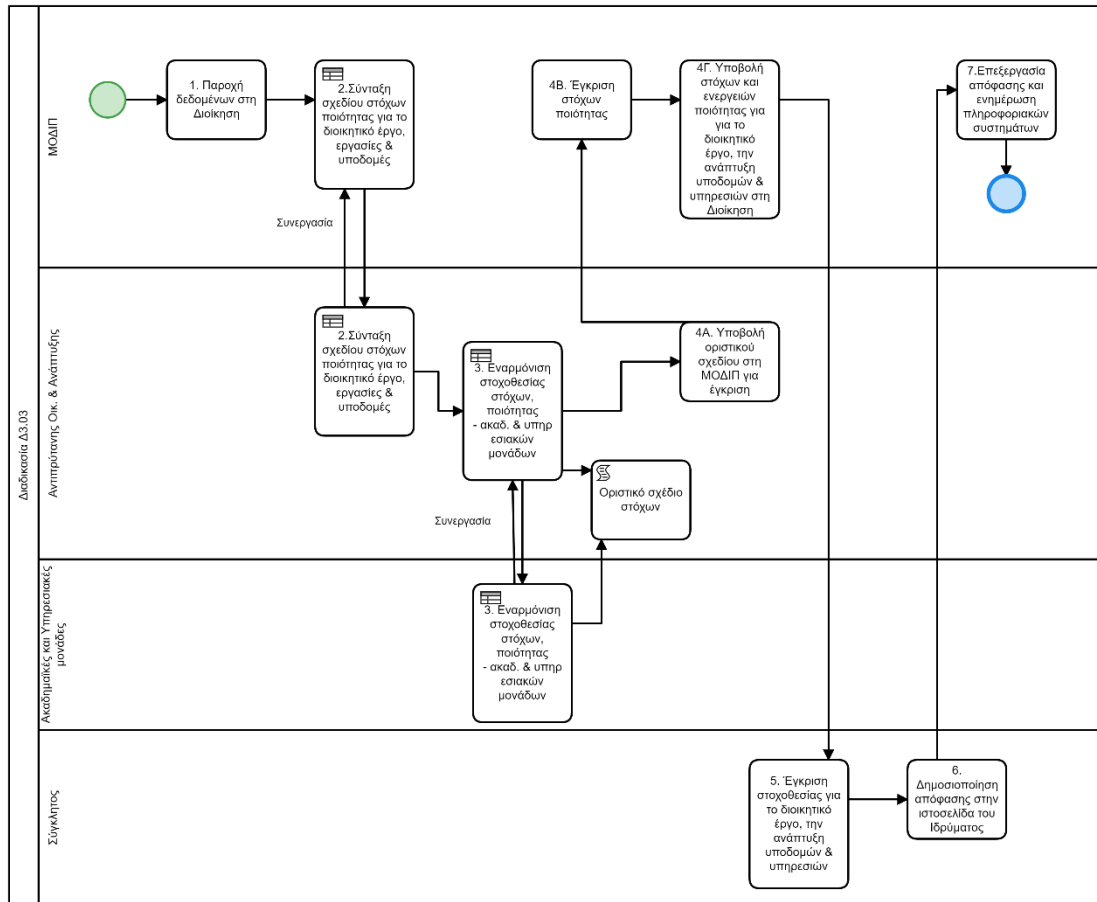 Διαδικασία Δ3.03
ΜΟΔΙΠ
1. Παροχή
δεδομένων στη
Διοίκηση
2.Σύνταξη
σχεδίου στόχων
ποιότητας για το
διοικητικό έργο,
εργασίες &
υποδομές
4Β. Έγκριση
στόχων
ποιότητας
4Γ. Υποβολή
στόχων και
ενεργειών
ποιότητας για
για το
διοικητικό έργο,
την ανάπτυξη
υποδομών &
υπηρεσιών στη
Διοίκηση
7.Επεξεργασία
απόφασης και
ενημέρωση
πληροφοριακών
συστημάτων
Συνεργασία
Αντιπρύτανης Οικ. & Ανάπτυξης
2.Σύνταξη
σχεδίου στόχων
ποιότητας για το
διοικητικό έργο,
εργασίες &
υποδομές
3. Εναρμόνιση
στοχοθεσίας
στόχων,
ποιότητας
- ακαδ. & υπηρ
εσιακών
μονάδων
4Α. Υποβολή
οριστικού
σχεδίου στη
ΜΟΔΙΠ για
έγκριση
Οριστικό σχέδιο
στόχων
Συνεργασία
Ακαδημαϊκές και Υπηρεσιακές
μονάδες
3. Εναρμόνιση
στοχοθεσίας
στόχων,
ποιότητας
- ακαδ. & υπηρ
εσιακών
μονάδων
Σύγκλητος
5. Έγκριση
στοχοθεσίας για
το διοικητικό
έργο, την
ανάπτυξη
υποδομών &
υπηρεσιών
6.
Δημοσιοποίηση
απόφασης στην
ιστοσελίδα του
Ιδρύματος